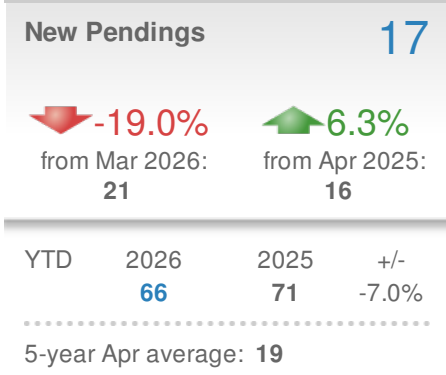 New Pendings 17
-19.0% 6.3%
from Mar 2026: from Apr 2025:
21 16
YTD 2026 2025 +/-
66 71 -7.0%
5-year Apr average: 19